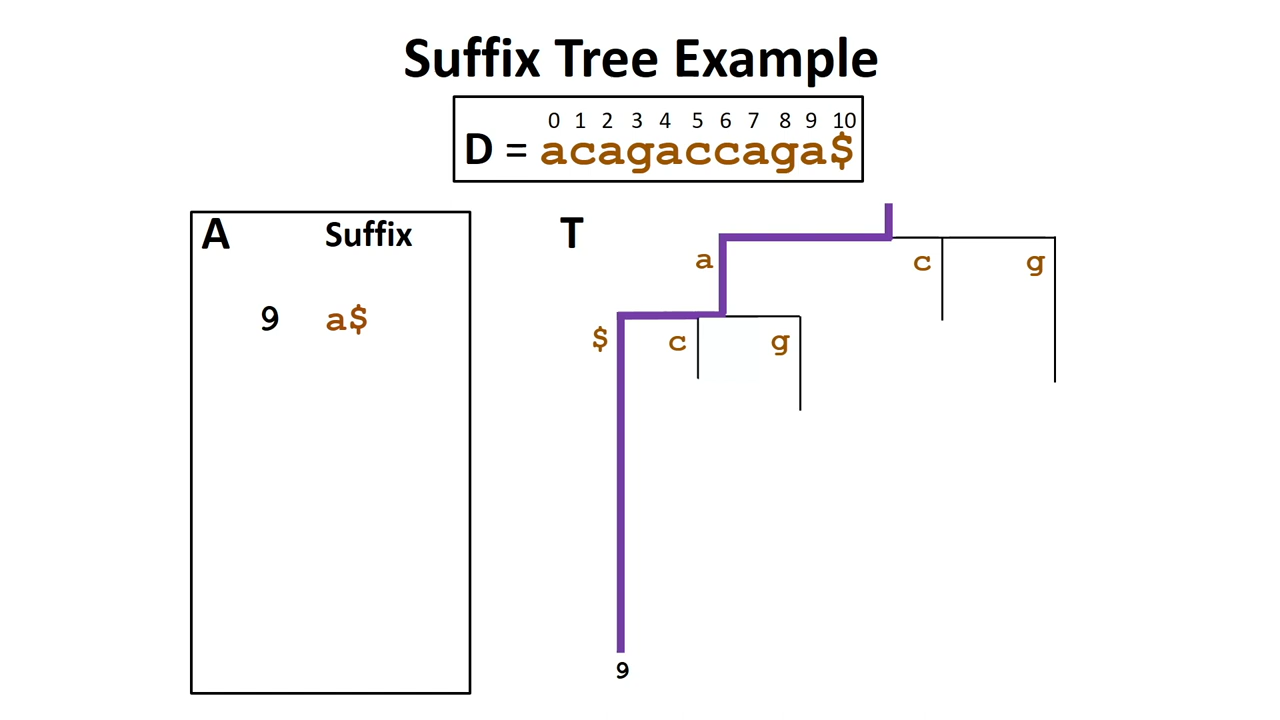 Suffix Tree Example
0 1 2 3 4 5 6 7 8 9 10
D = acagaccaga$
A Suffix
9 a$
T
a c g
$ c g
9